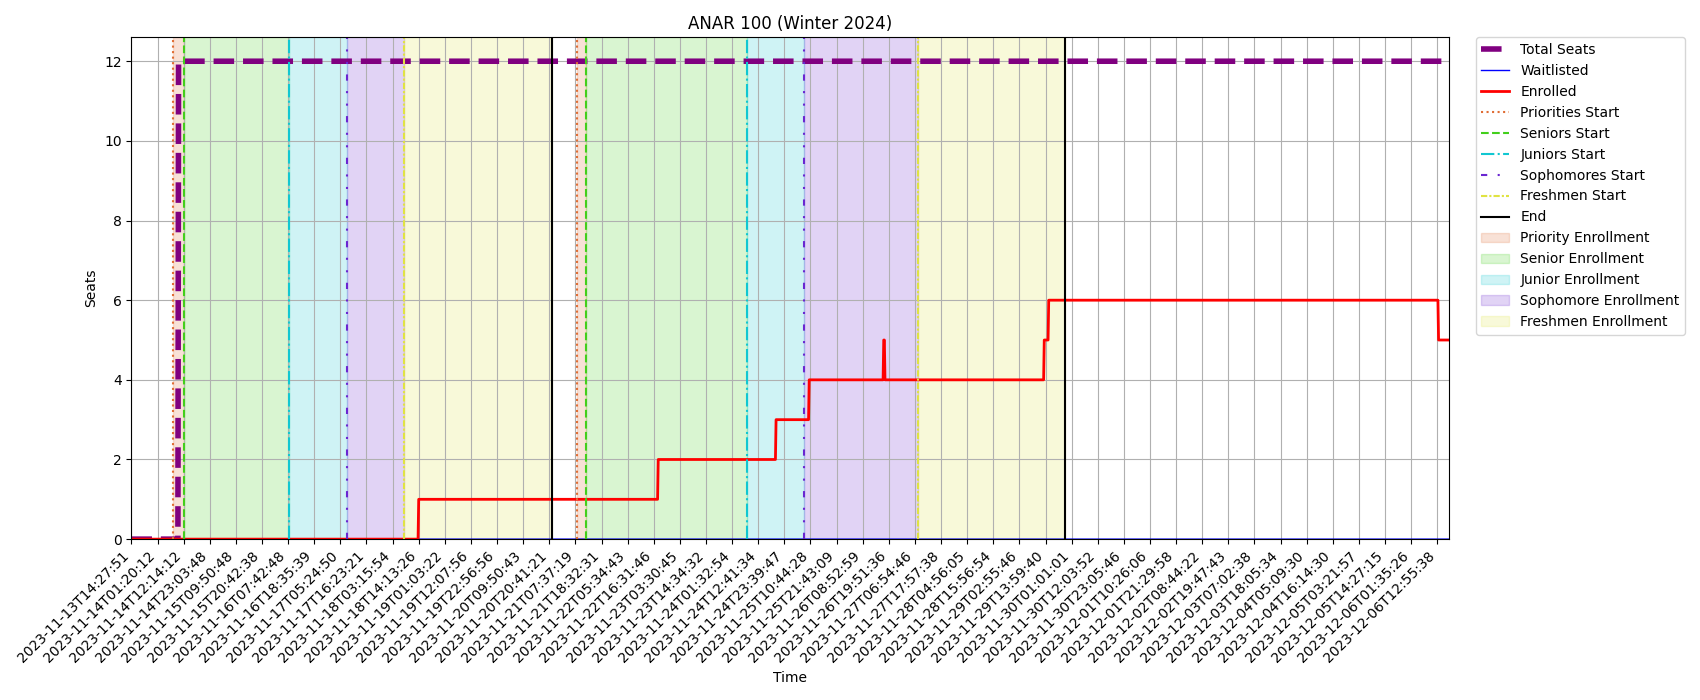 ANAR 100 (Winter 2024)
Seats
12
10
8
6
4
2
0
2023-11-13T14:27:51
2023-11-14T01:20:12
2023-11-14T12:14:12
2023-11-14T23:03:48
2023-11-15T09:50:48
2023-11-15T20:42:38
2023-11-16T07:42:48
2023-11-16T18:35:39
2023-11-17T05:24:50
2023-11-17T16:23:21
2023-11-18T03:15:54
2023-11-18T14:13:26
2023-11-19T01:03:22
2023-11-19T12:07:56
2023-11-19T22:56:56
2023-11-20T09:50:43
2023-11-20T20:41:21
2023-11-21T07:37:19
2023-11-21T18:32:31
2023-11-22T05:34:43
2023-11-22T16:31:46
2023-11-23T03:30:45
2023-11-23T14:34:32
2023-11-24T01:32:54
2023-11-24T12:41:34
2023-11-24T23:39:47
2023-11-25T10:44:28
2023-11-25T21:43:09
2023-11-26T08:52:59
2023-11-26T19:51:36
2023-11-27T06:54:46
2023-11-27T17:57:38
2023-11-28T04:56:05
2023-11-28T15:56:54
2023-11-29T02:55:46
2023-11-29T13:59:40
2023-11-30T01:01:01
2023-11-30T12:03:52
2023-11-30T23:05:46
2023-12-01T10:26:06
2023-12-01T21:29:58
2023-12-02T08:44:22
2023-12-02T19:47:43
2023-12-03T07:02:38
2023-12-03T18:05:34
2023-12-04T05:09:30
2023-12-04T16:14:30
2023-12-05T03:21:57
2023-12-05T14:27:15
2023-12-06T01:35:26
2023-12-06T12:55:38
Time
Total Seats
Waitlisted
Enrolled
Priorities Start
Seniors Start
Juniors Start
Sophomores Start
Freshmen Start
End
Priority Enrollment
Senior Enrollment
Junior Enrollment
Sophomore Enrollment
Freshmen Enrollment